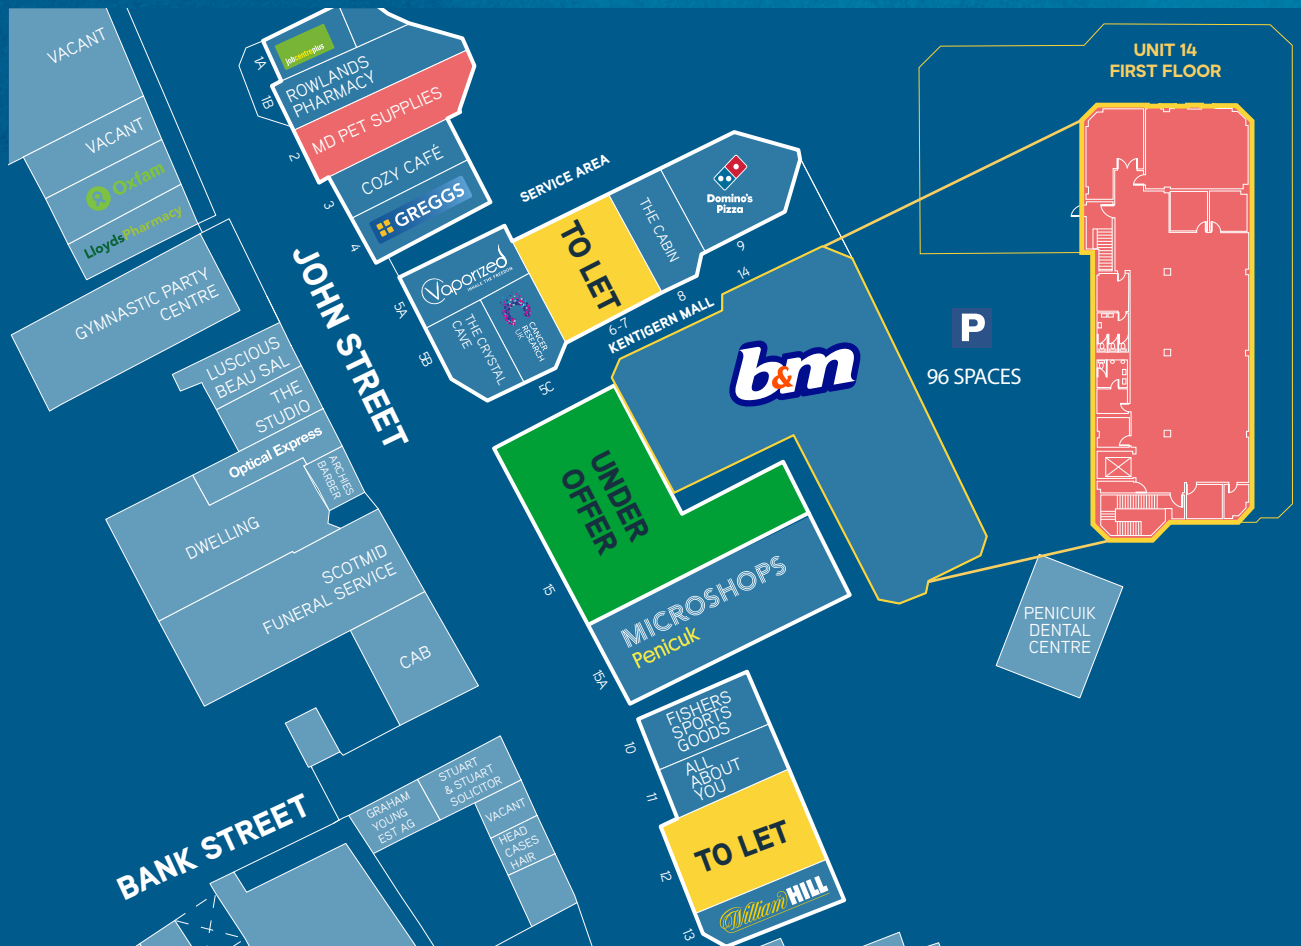 VACANT
VACANT
Oxfam
LloydsPharmacy
GYMNASTIC PARTY
CENTRE
LUSCIOUS
BEAU SAL
THE
STUDIO
Optical Express
ARCHIES
BARBER
DWELLING
SCOTMID
FUNERAL SERVICE
CAB
JOHN STREET
1A
jobcentreplus
1B
ROWLANDS
PHARMACY
2
MD PET SUPPLIES
3
COZY CAFÉ
4
GREGGS
SERVICE AREA
5A
Vaporized
INHALE THE FREEDOM
5B
THE CRYSTAL
CAVE
5C
CANCER
RESEARCH
UK
TO LET
6-7
THE CABIN
8
Domino's
Pizza
9
14
KENTIGERN MALL
b&m
P
96 SPACES
UNIT 14
FIRST FLOOR
UNDER
OFFER
15
MICROSHOPS
Penicuk
15A
PENICUIK
DENTAL
CENTRE
FISHERS
SPORTS
GOODS
10
ALL
ABOUT
YOU
11
TO LET
12
William HILL
13
BANK STREET
GRAHAM
YOUNG
EST AG
STUART
& STUART
SOLICITOR
VACANT
HEAD
CASES
HAIR